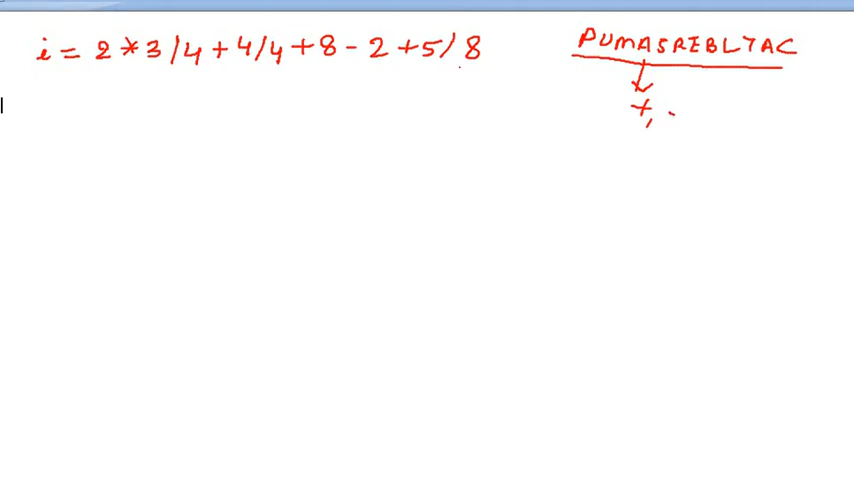 i = 2 * 3 / 4 + 4 / 4 + 8 - 2 + 5 / 8
PUMASREBLTAC
+, -